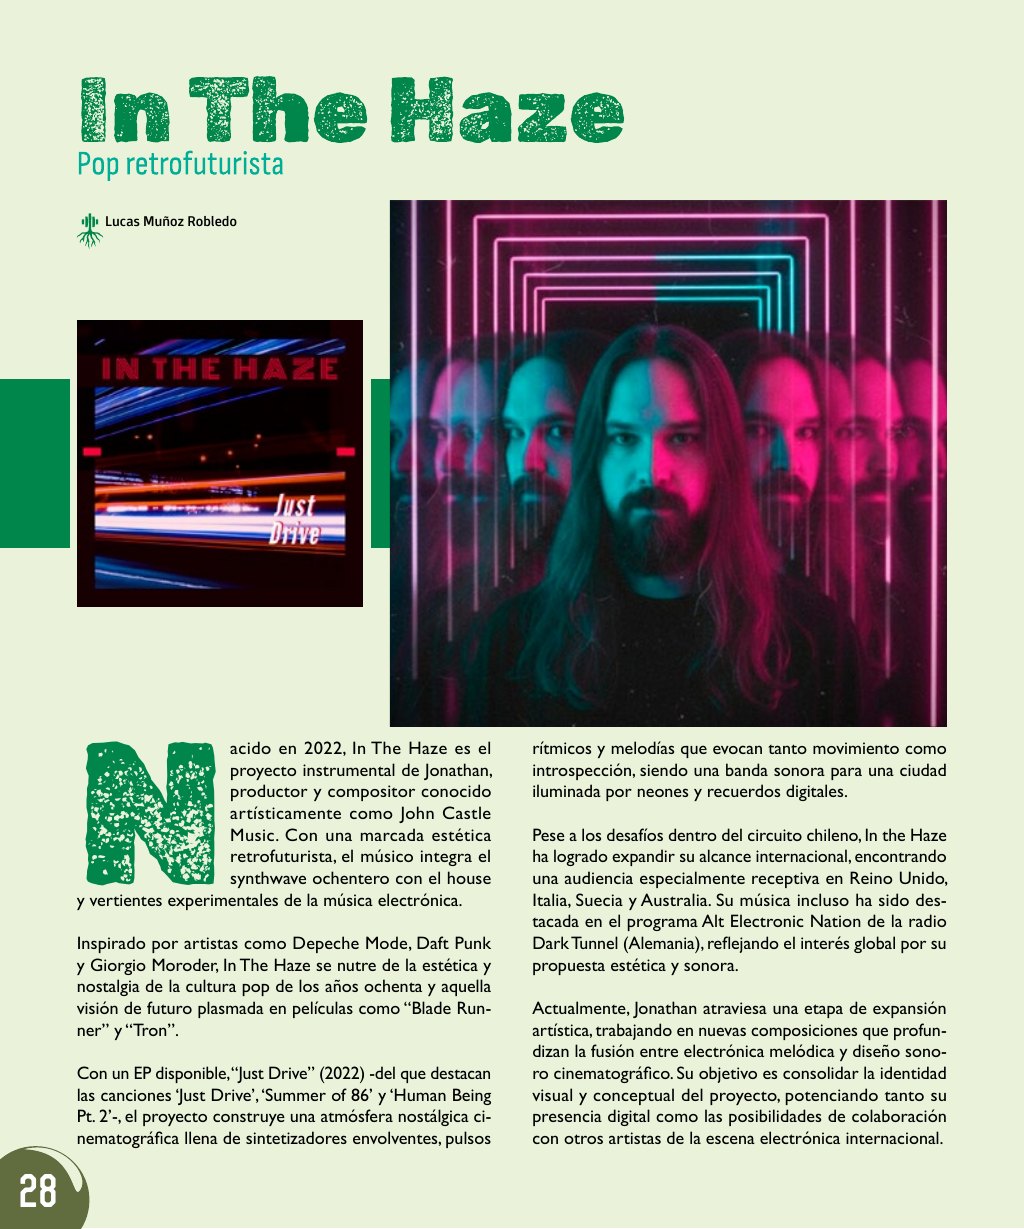 In The Haze
Pop retrofuturista
Lucas Muñoz Robledo
IN THE HAZE
Just
Drive
Nacido en 2022, In The Haze es el
proyecto instrumental de Jonathan,
productor y compositor conocido
artísticamente como John Castle
Music. Con una marcada estética
retrofuturista, el músico integra el
synthwave ochentero con el house
y vertientes experimentales de la música electrónica.
Inspirado por artistas como Depeche Mode, Daft Punk
y Giorgio Moroder, In The Haze se nutre de la estética y
nostalgia de la cultura pop de los años ochenta y aquella
visión de futuro plasmada en películas como “Blade Run-
ner” y “Tron”.
Con un EP disponible, “Just Drive” (2022) -del que destacan
las canciones ‘Just Drive’, ‘Summer of 86’ y ‘Human Being
Pt. 2’-, el proyecto construye una atmósfera nostálgica ci-
nematográfica llena de sintetizadores envolventes, pulsos
rítmicos y melodías que evocan tanto movimiento como
introspección, siendo una banda sonora para una ciudad
iluminada por neones y recuerdos digitales.
Pese a los desafíos dentro del circuito chileno, In the Haze
ha logrado expandir su alcance internacional, encontrando
una audiencia especialmente receptiva en Reino Unido,
Italia, Suecia y Australia. Su música incluso ha sido des-
tacada en el programa Alt Electronic Nation de la radio
Dark Tunnel (Alemania), reflejando el interés global por su
propuesta estética y sonora.
Actualmente, Jonathan atraviesa una etapa de expansión
artística, trabajando en nuevas composiciones que profun-
dizan la fusión entre electrónica melódica y diseño sono-
ro cinematográfico. Su objetivo es consolidar la identidad
visual y conceptual del proyecto, potenciando tanto su
presencia digital como las posibilidades de colaboración
con otros artistas de la escena electrónica internacional.
28